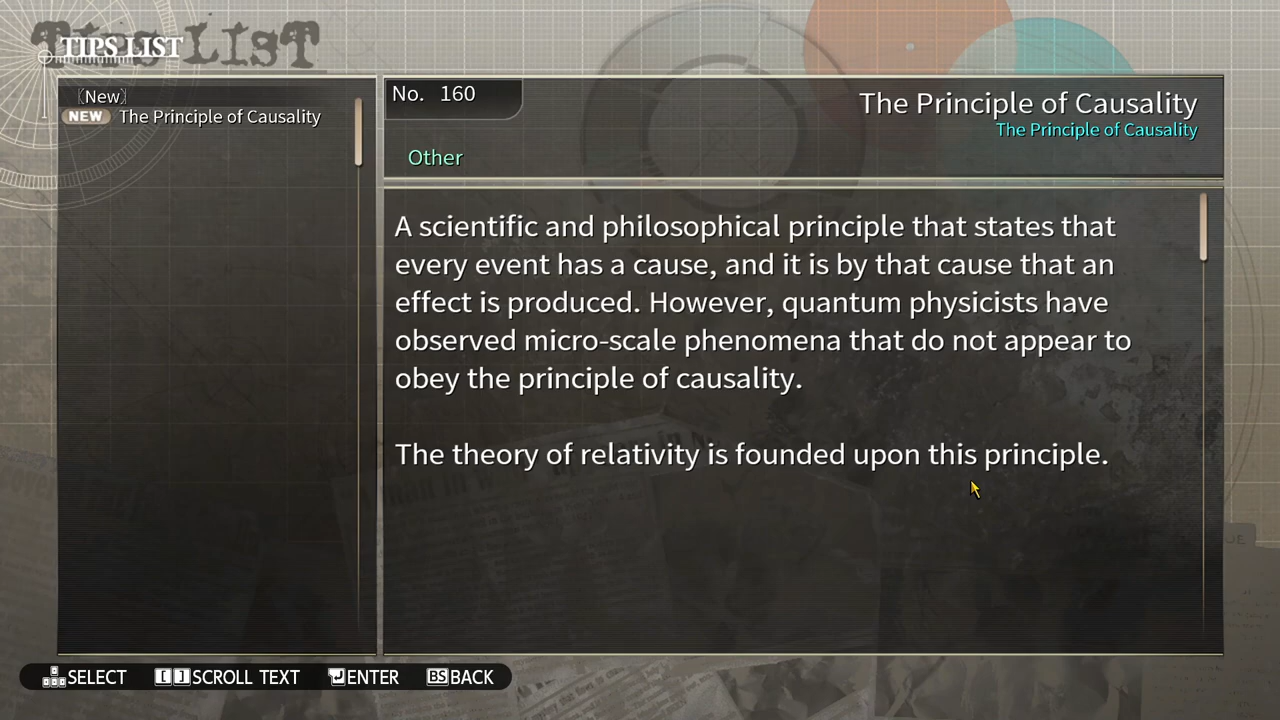 TIPS LIST
TIPS LIST
[New]
NEW The Principle of Causality
No. 160
The Principle of Causality
The Principle of Causality
Other
A scientific and philosophical principle that states that
every event has a cause, and it is by that cause that an
effect is produced. However, quantum physicists have
observed micro-scale phenomena that do not appear to
obey the principle of causality.
The theory of relativity is founded upon this principle.
SELECT [ ] SCROLL TEXT ENTER BS BACK